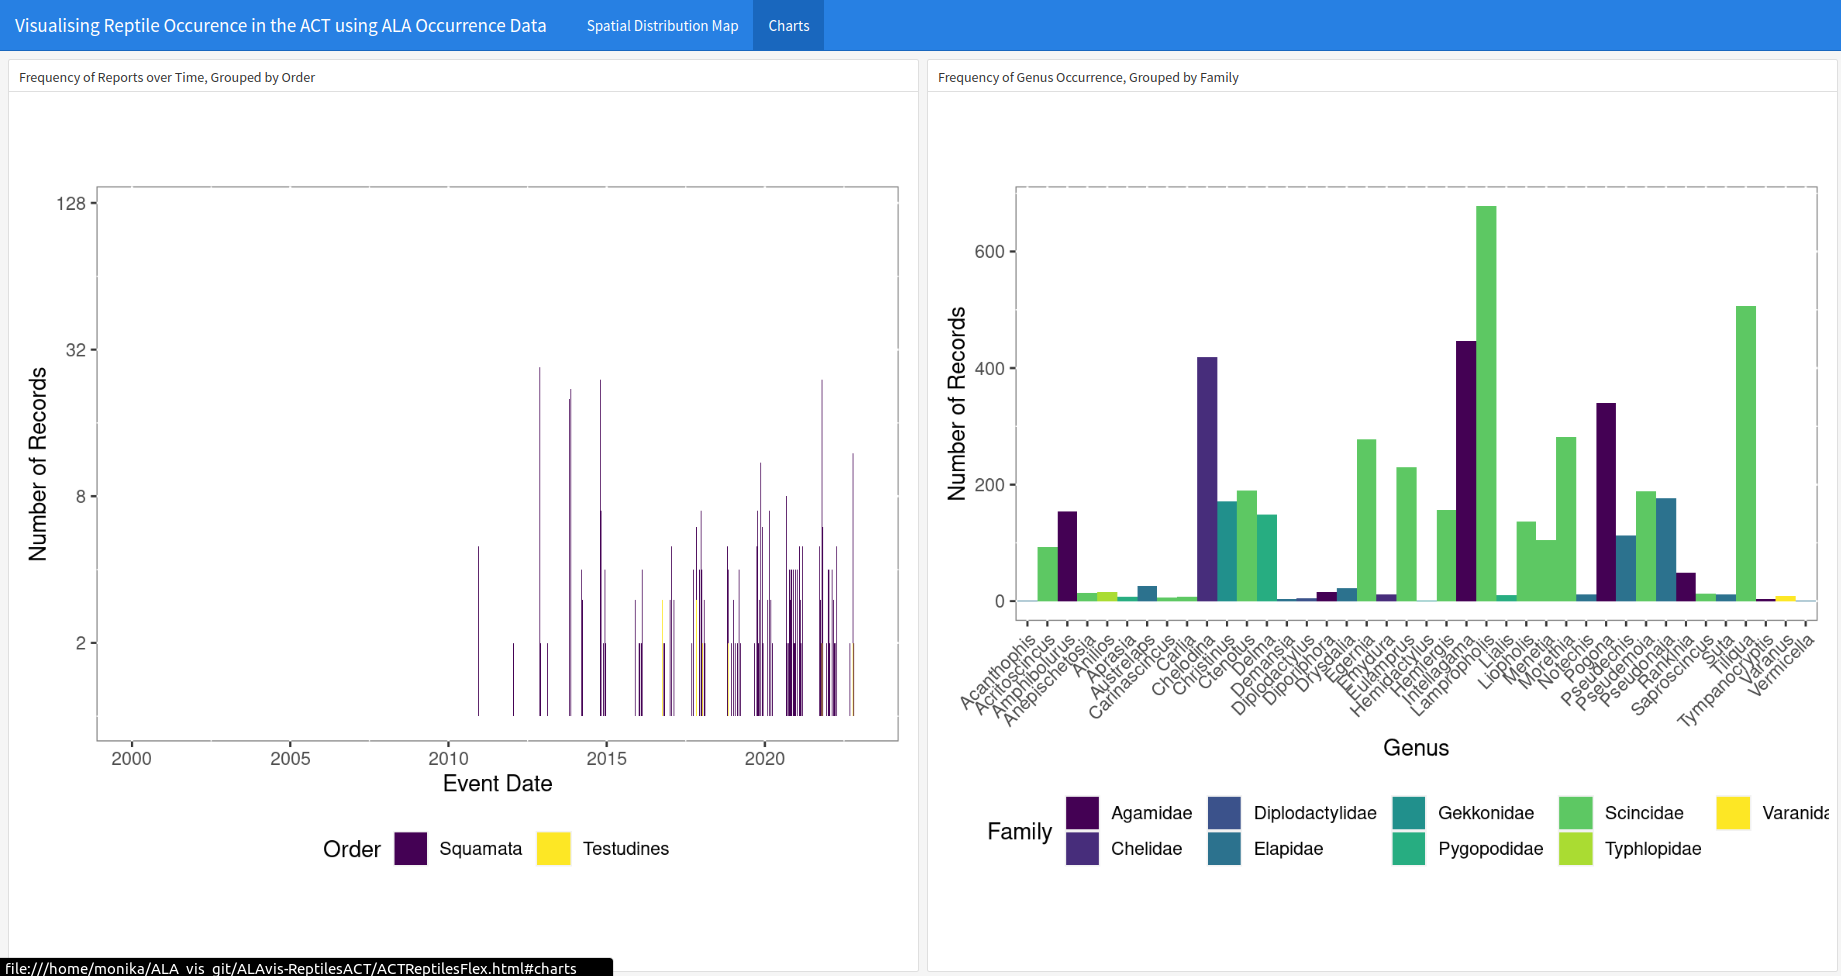 Visualising Reptile Occurence in the ACT using ALA Occurrence Data
Spatial Distribution Map
Charts
Frequency of Reports over Time, Grouped by Order
128
32
8
2
Number of Records
2000
2005
2010
2015
2020
Event Date
Order
Squamata
Testudines
Frequency of Genus Occurrence, Grouped by Family
600
400
200
0
Number of Records
Acanthophis
Acritoscincus
Amphibolurus
Anepischetosia
Anilios
Aprasia
Austrelaps
Carinascincus
Carlia
Chelodina
Christinus
Ctenotus
Delma
Demansia
Diplodactylus
Diporiphora
Drysdalia
Egernia
Emydura
Eulamprus
Hemidactylus
Hemiergis
Intellagama
Lampropholis
Lialis
Liopholis
Menetia
Morethia
Notechis
Pogona
Pseudechis
Pseudemoia
Pseudonaja
Rankinia
Saproscincus
Suta
Tiliqua
Tympanocryptis
Varanus
Vermicella
Genus
Family
Agamidae
Diplodactylidae
Gekkonidae
Scincidae
Varanida
Chelidae
Elapidae
Pygopodidae
Typhlopidae
file:///home/monika/ALA_vis_git/ALAvis-ReptilesACT/ACTReptilesFlex.html#charts